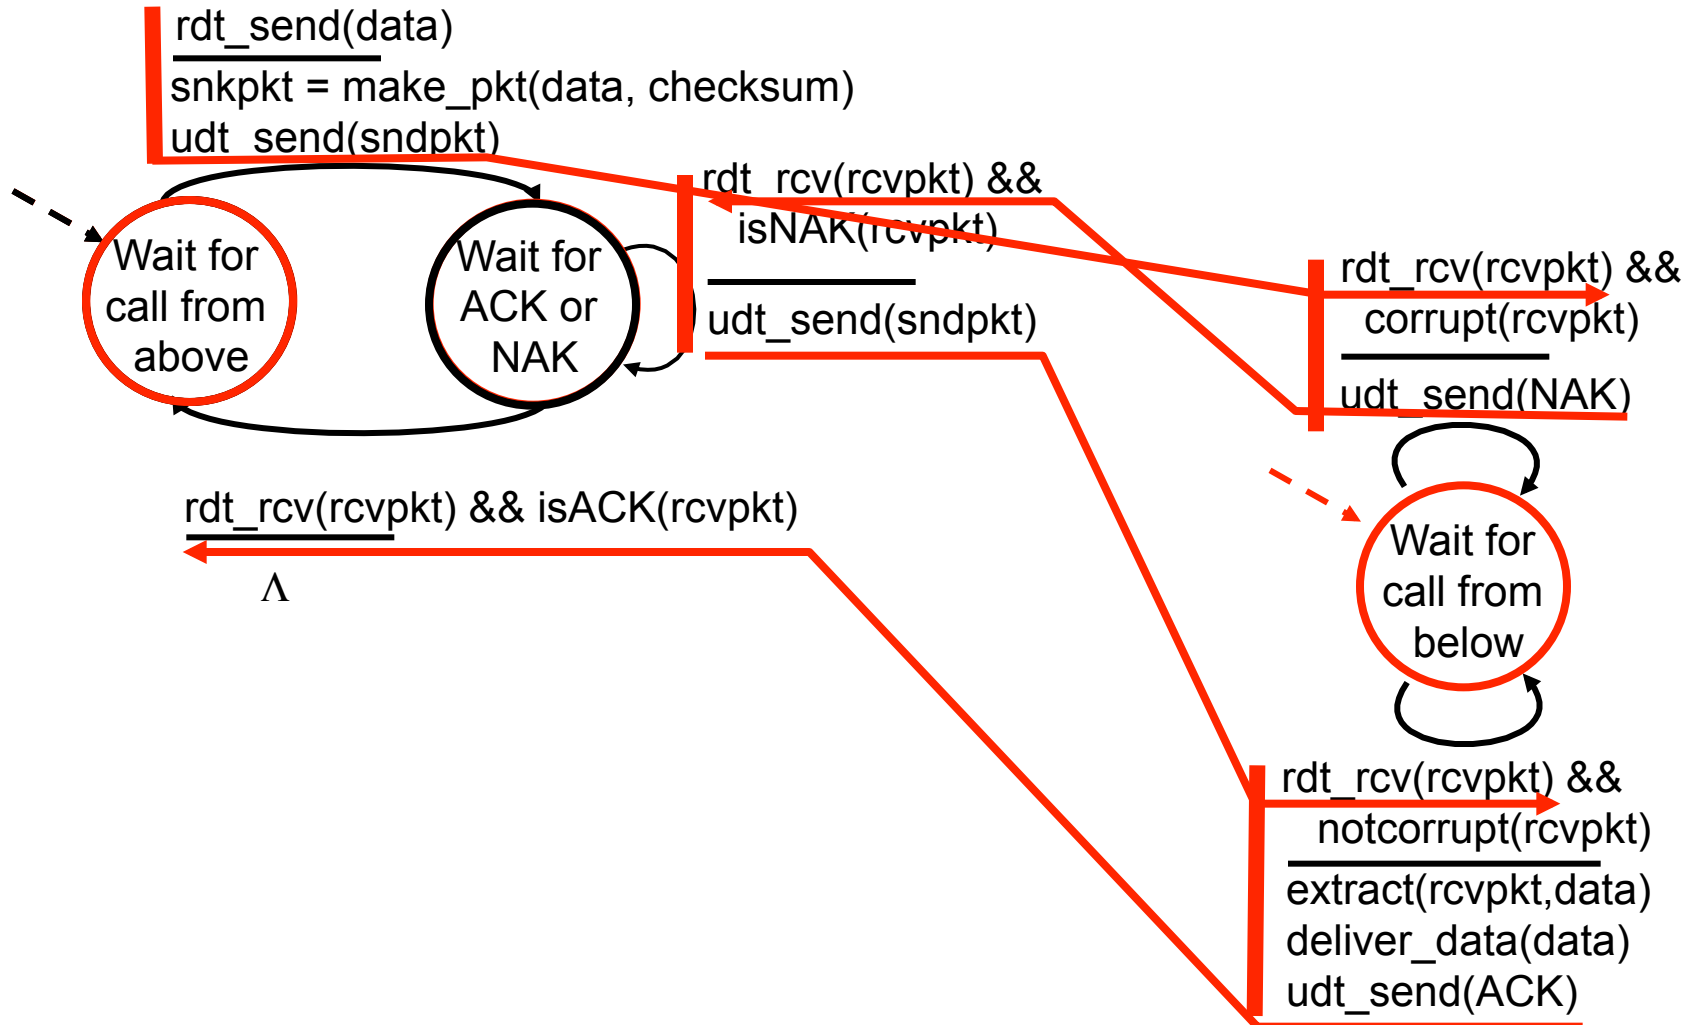 rdt_send(data)
snkpkt = make_pkt(data, checksum)
udt_send(sndpkt)
rdt_rcv(rcvpkt) &&
isNAK(rcvpkt)
udt_send(sndpkt)
Wait for
call from
above
Wait for
ACK or
NAK
rdt_rcv(rcvpkt) && isACK(rcvpkt)
Λ
rdt_rcv(rcvpkt) &&
corrupt(rcvpkt)
udt_send(NAK)
Wait for
call from
below
rdt_rcv(rcvpkt) &&
notcorrupt(rcvpkt)
extract(rcvpkt,data)
deliver_data(data)
udt_send(ACK)